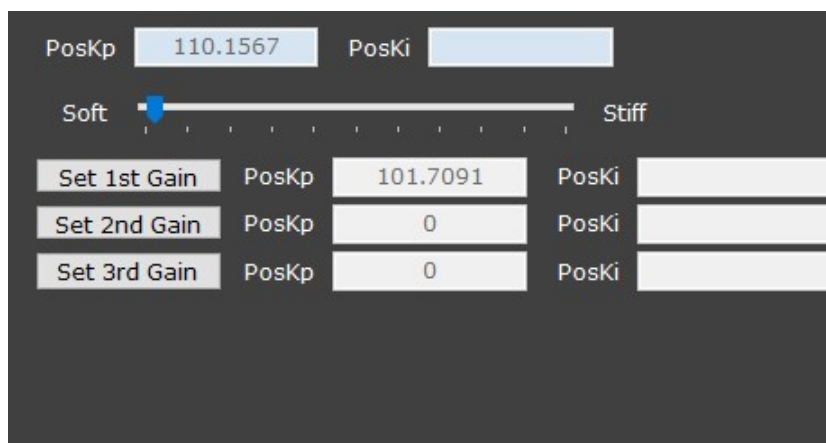 PosKp 110.1567 PosKi
Soft Stiff
Set 1st Gain PosKp 101.7091 PosKi
Set 2nd Gain PosKp 0 PosKi
Set 3rd Gain PosKp 0 PosKi